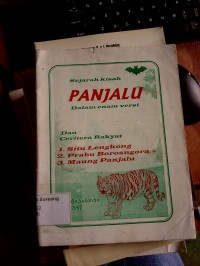 Sejarah kisah
PANJALU
Dalam enam versi
Dan
Ceritera Rakyat
1. Situ Lengkong
2. Prabu Borosngora
3. Maung Panjalu